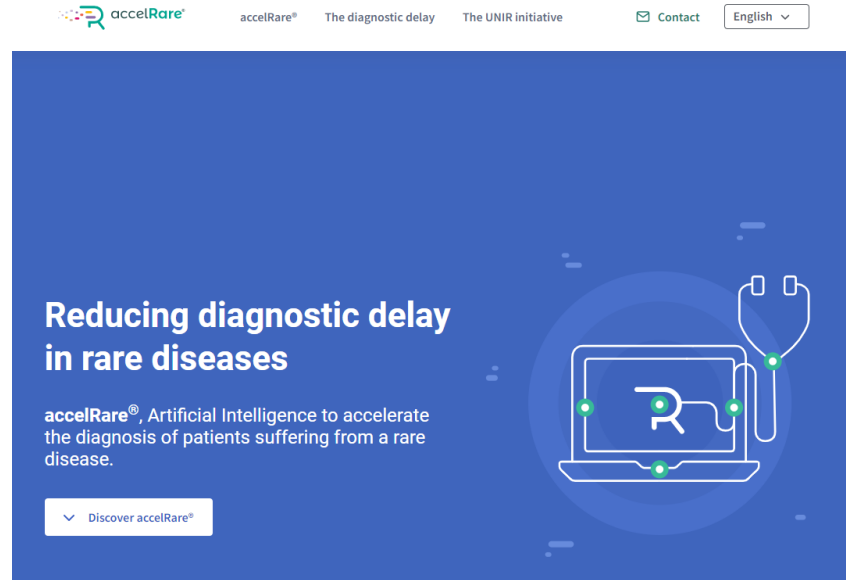 accelRare®
accelRare® The diagnostic delay The UNIR initiative Contact English
Reducing diagnostic delay
in rare diseases
accelRare®, Artificial Intelligence to accelerate
the diagnosis of patients suffering from a rare
disease.
Discover accelRare®